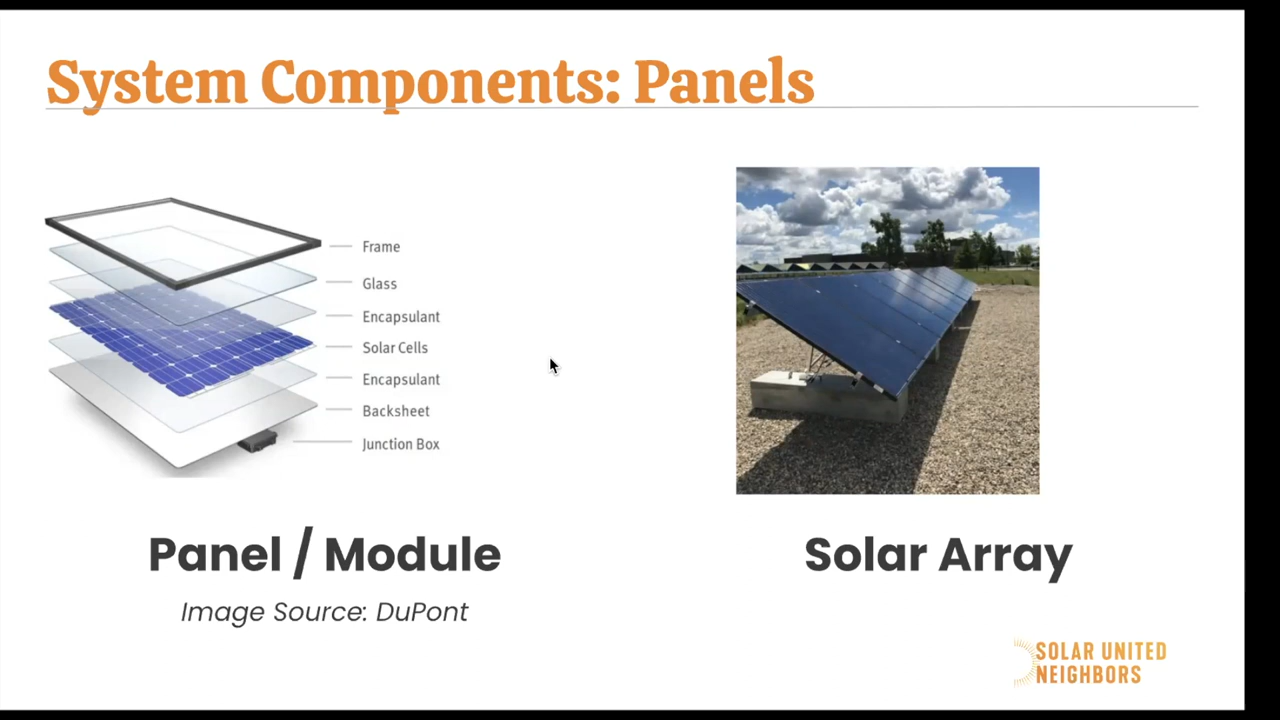 System Components: Panels
Frame
Glass
Encapsulant
Solar Cells
Encapsulant
Backsheet
Junction Box
Panel / Module
Image Source: DuPont
Solar Array
SOLAR UNITED
NEIGHBORS